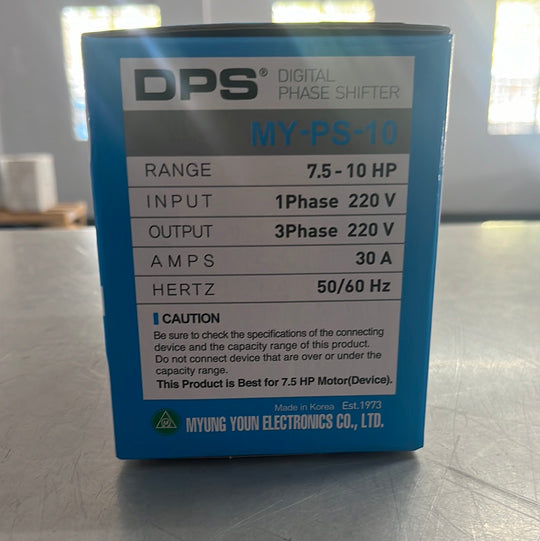 DPS® DIGITAL
PHASE SHIFTER
MY-PS-10
RANGE 7.5 - 10 HP
INPUT 1Phase 220 V
OUTPUT 3Phase 220 V
AMPS 30 A
HERTZ 50/60 Hz
CAUTION
Be sure to check the specifications of the connecting
device and the capacity range of this product.
Do not connect device that are over or under the
capacity range.
This Product is Best for 7.5 HP Motor(Device).
Made in Korea Est.1973
MYUNG YOUN ELECTRONICS CO., LTD.